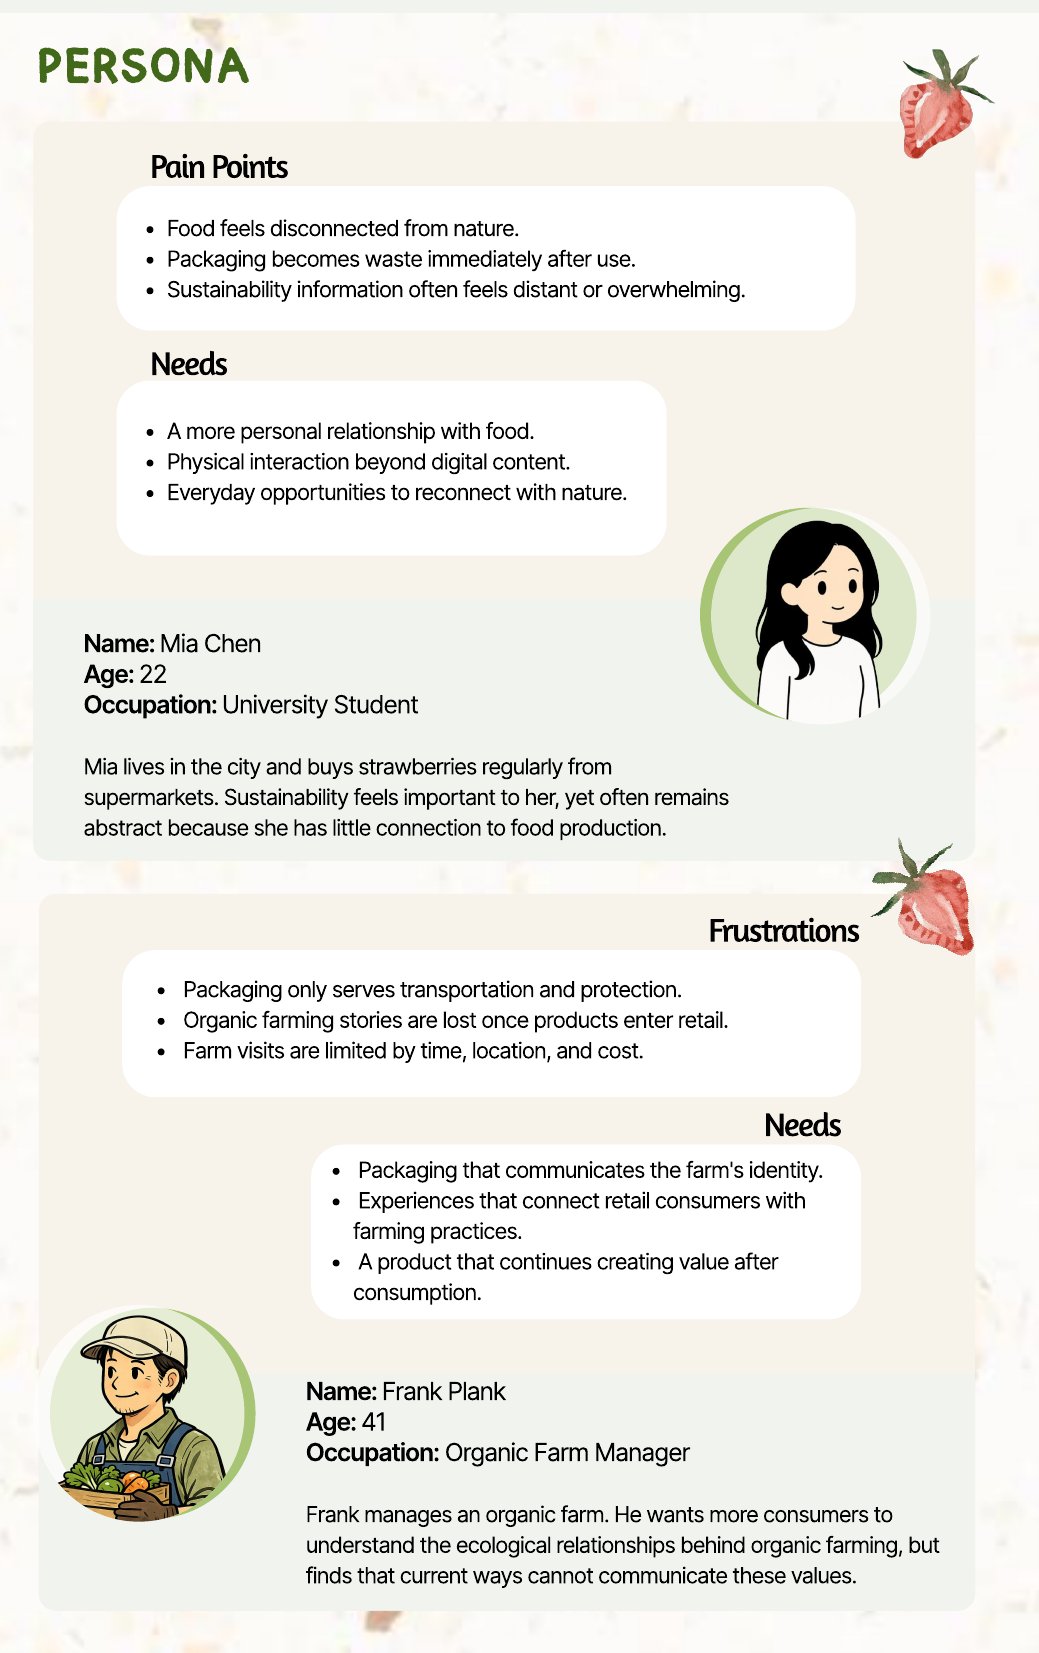 PERSONA
Pain Points
• Food feels disconnected from nature.
• Packaging becomes waste immediately after use.
• Sustainability information often feels distant or overwhelming.
Needs
• A more personal relationship with food.
• Physical interaction beyond digital content.
• Everyday opportunities to reconnect with nature.
Name: Mia Chen
Age: 22
Occupation: University Student
Mia lives in the city and buys strawberries regularly from
supermarkets. Sustainability feels important to her, yet often remains
abstract because she has little connection to food production.
Frustrations
• Packaging only serves transportation and protection.
• Organic farming stories are lost once products enter retail.
• Farm visits are limited by time, location, and cost.
Needs
• Packaging that communicates the farm's identity.
• Experiences that connect retail consumers with
farming practices.
• A product that continues creating value after
consumption.
Name: Frank Plank
Age: 41
Occupation: Organic Farm Manager
Frank manages an organic farm. He wants more consumers to
understand the ecological relationships behind organic farming, but
finds that current ways cannot communicate these values.